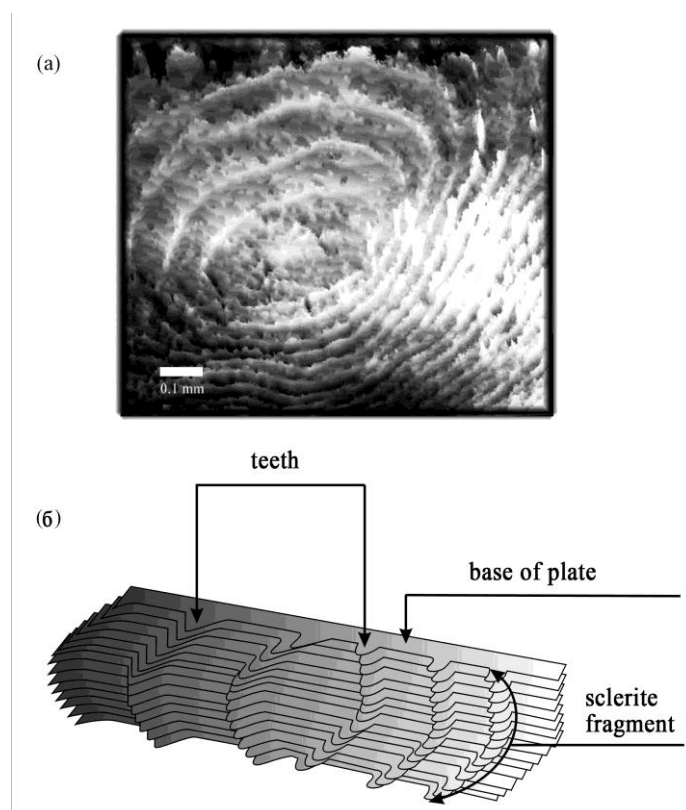 (a)
0.1 mm
teeth
(б)
base of plate
sclerite
fragment